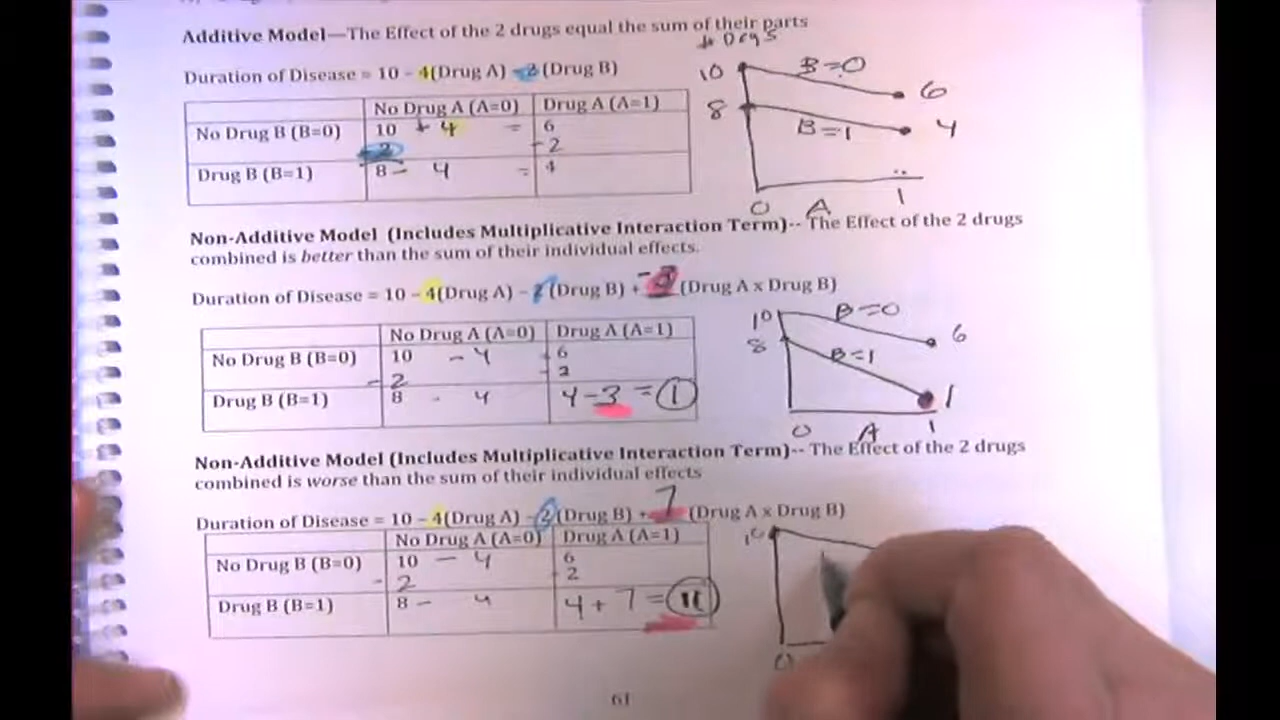 Additive Model—The Effect of the 2 drugs equal the sum of their parts
Duration of Disease = 10 – 4(Drug A) –2(Drug B)
No Drug A (A=0) Drug A (A=1)
No Drug B (B=0) 10 – 4 = 6
2 –2
Drug B (B=1) 8 – 4 = 4
# Days
10 B=0 6
8 B=1 4
0 A 1
Non-Additive Model (Includes Multiplicative Interaction Term)-- The Effect of the 2 drugs
combined is better than the sum of their individual effects.
Duration of Disease = 10 – 4(Drug A) – 2(Drug B) + -3(Drug A x Drug B)
No Drug A (A=0) Drug A (A=1)
No Drug B (B=0) 10 – 4 6
–2 -2
Drug B (B=1) 8 - 4 4–3 = 1
10 B=0 6
8 B=1 1
0 A 1
Non-Additive Model (Includes Multiplicative Interaction Term)-- The Effect of the 2 drugs
combined is worse than the sum of their individual effects
Duration of Disease = 10 – 4(Drug A) –2(Drug B) + 7 (Drug A x Drug B)
No Drug A (A=0) Drug A (A=1)
No Drug B (B=0) 10 – 4 6
-2 -2
Drug B (B=1) 8 – 4 4 + 7 = 11
10
0
61